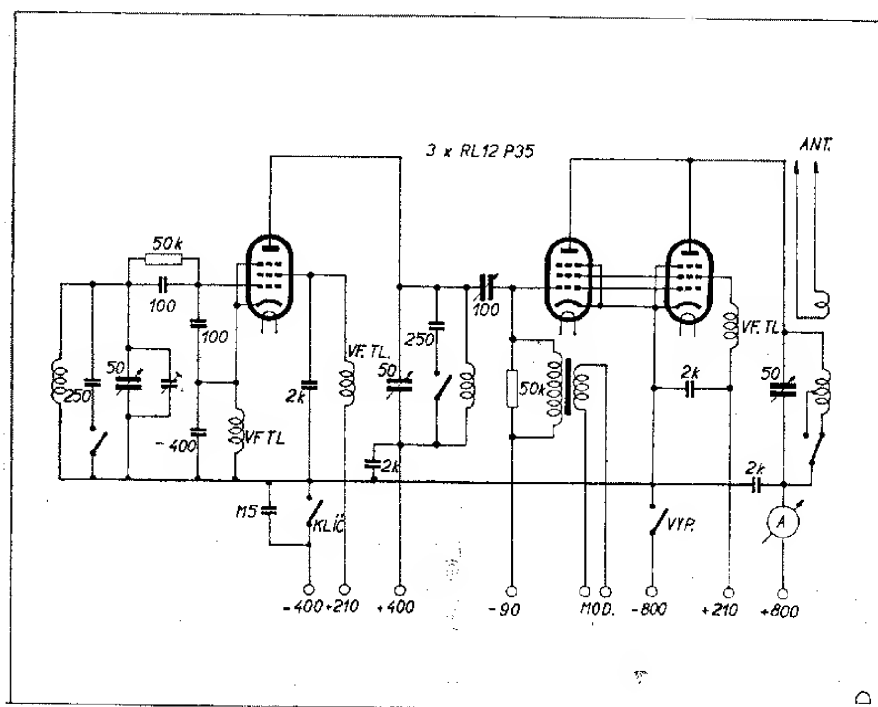 3 x RL12 P35
ANT.
50k
100
100
250
50
-400
VF TL
2k
VF. TL.
50
250
100
50k
2k
VF. TL
2k
50
2k
A
M5
KLÍČ
VYP.
-400
+210
+400
-90
MOD.
-800
+210
+800